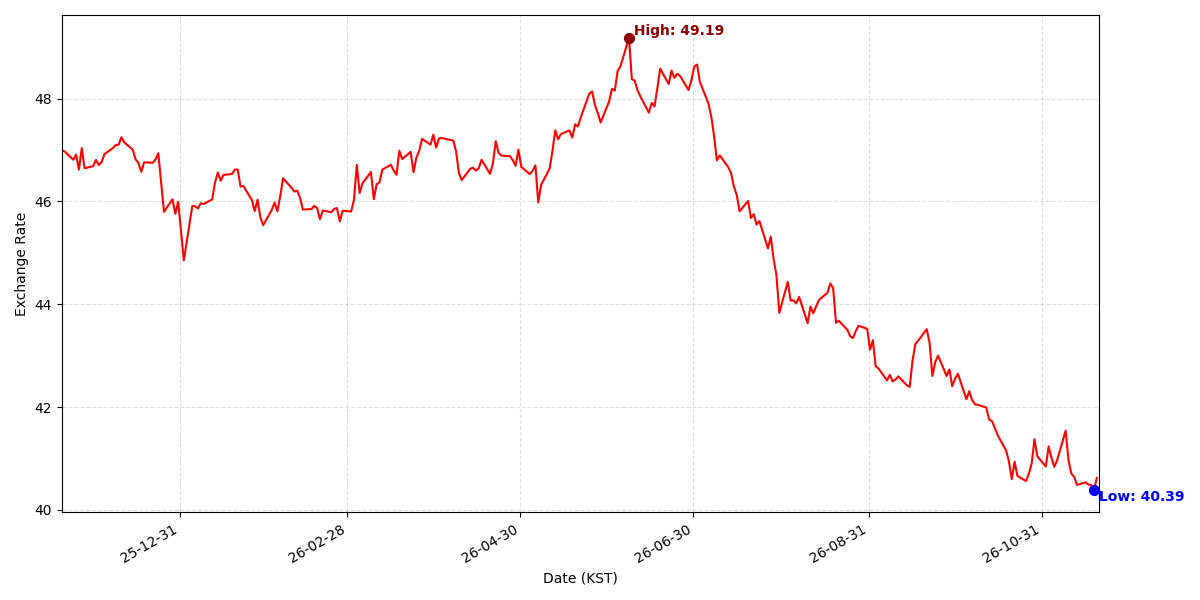 High: 49.19
48
46
44
42
40
Exchange Rate
Low: 40.39
25-12-31
26-02-28
26-04-30
26-06-30
26-08-31
26-10-31
Date (KST)